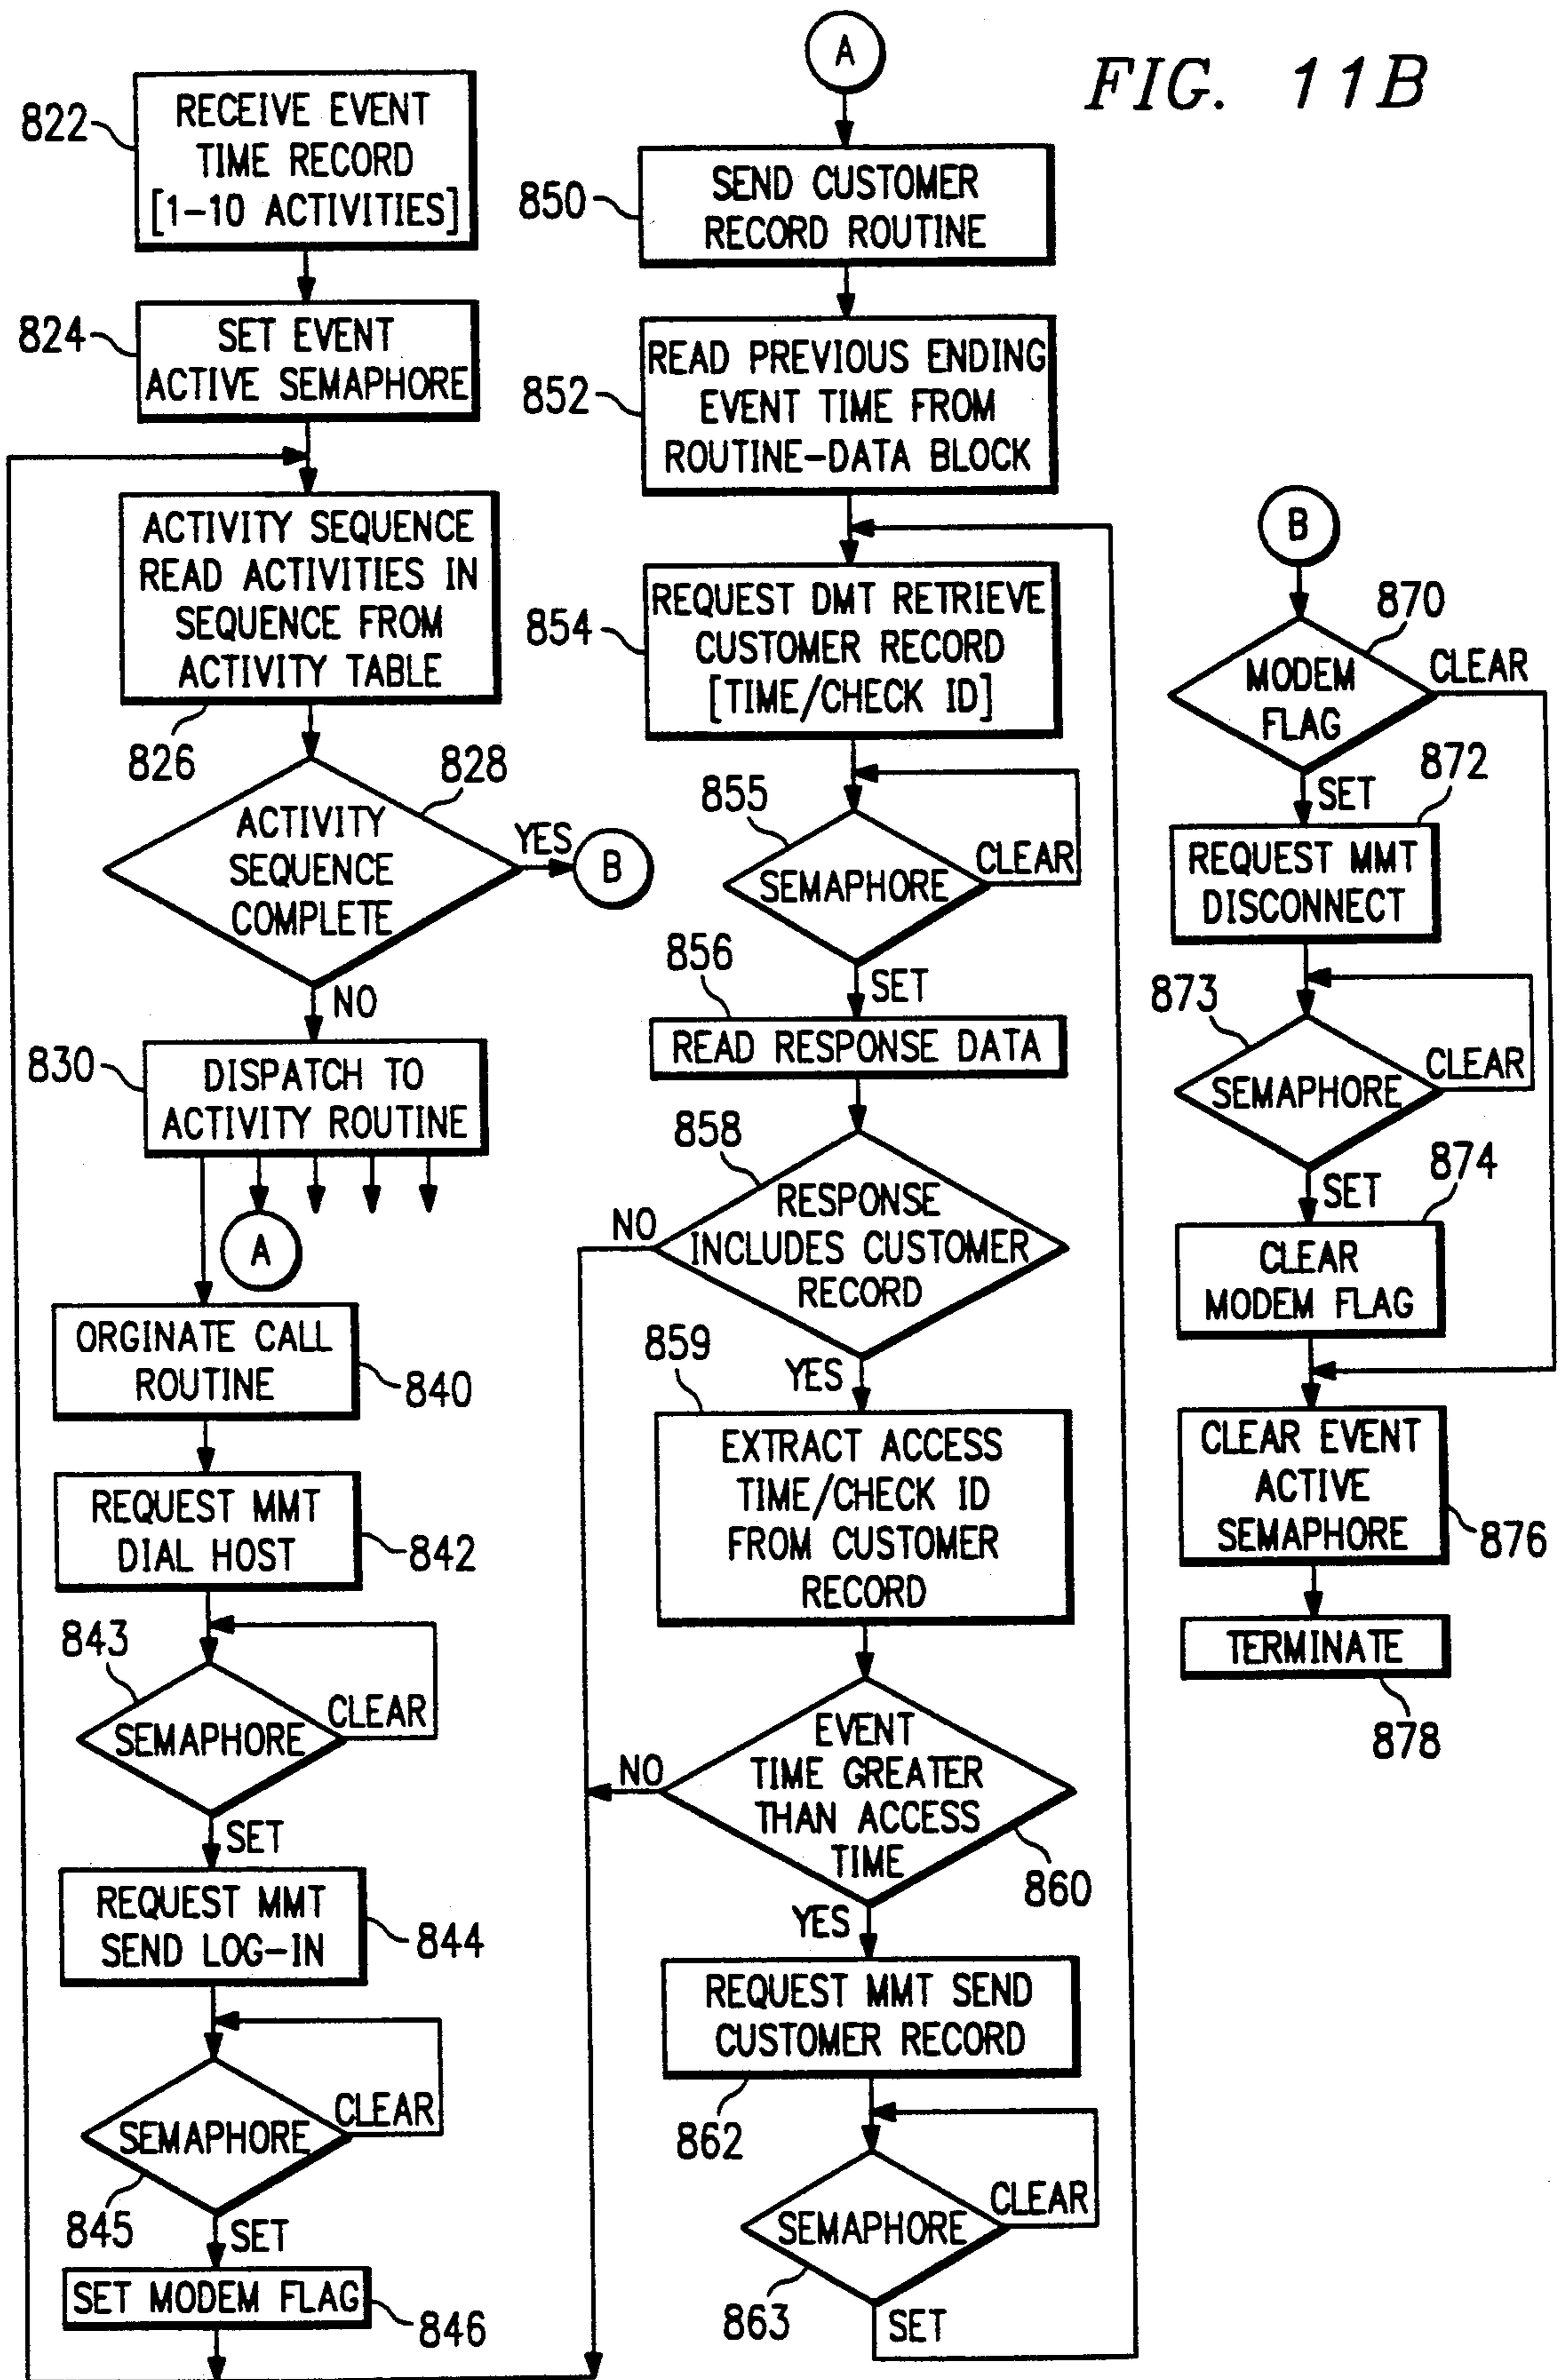 FIG. 11B
822
RECEIVE EVENT
TIME RECORD
[1-10 ACTIVITIES]
824
SET EVENT
ACTIVE SEMAPHORE
ACTIVITY SEQUENCE
READ ACTIVITIES IN
SEQUENCE FROM
ACTIVITY TABLE
826
828
ACTIVITY
SEQUENCE
COMPLETE
YES
B
NO
830
DISPATCH TO
ACTIVITY ROUTINE
A
ORGINATE CALL
ROUTINE
840
REQUEST MMT
DIAL HOST
842
843
SEMAPHORE
CLEAR
SET
REQUEST MMT
SEND LOG-IN
844
SEMAPHORE
CLEAR
845
SET
SET MODEM FLAG
846
A
850
SEND CUSTOMER
RECORD ROUTINE
852
READ PREVIOUS ENDING
EVENT TIME FROM
ROUTINE-DATA BLOCK
854
REQUEST DMT RETRIEVE
CUSTOMER RECORD
[TIME/CHECK ID]
855
SEMAPHORE
CLEAR
856
SET
READ RESPONSE DATA
858
RESPONSE
INCLUDES CUSTOMER
RECORD
NO
859
YES
EXTRACT ACCESS
TIME/CHECK ID
FROM CUSTOMER
RECORD
EVENT
TIME GREATER
THAN ACCESS
TIME
NO
860
YES
REQUEST MMT SEND
CUSTOMER RECORD
862
SEMAPHORE
CLEAR
863
SET
B
870
MODEM
FLAG
CLEAR
SET
872
REQUEST MMT
DISCONNECT
873
SEMAPHORE
CLEAR
SET
874
CLEAR
MODEM FLAG
CLEAR EVENT
ACTIVE
SEMAPHORE
876
TERMINATE
878